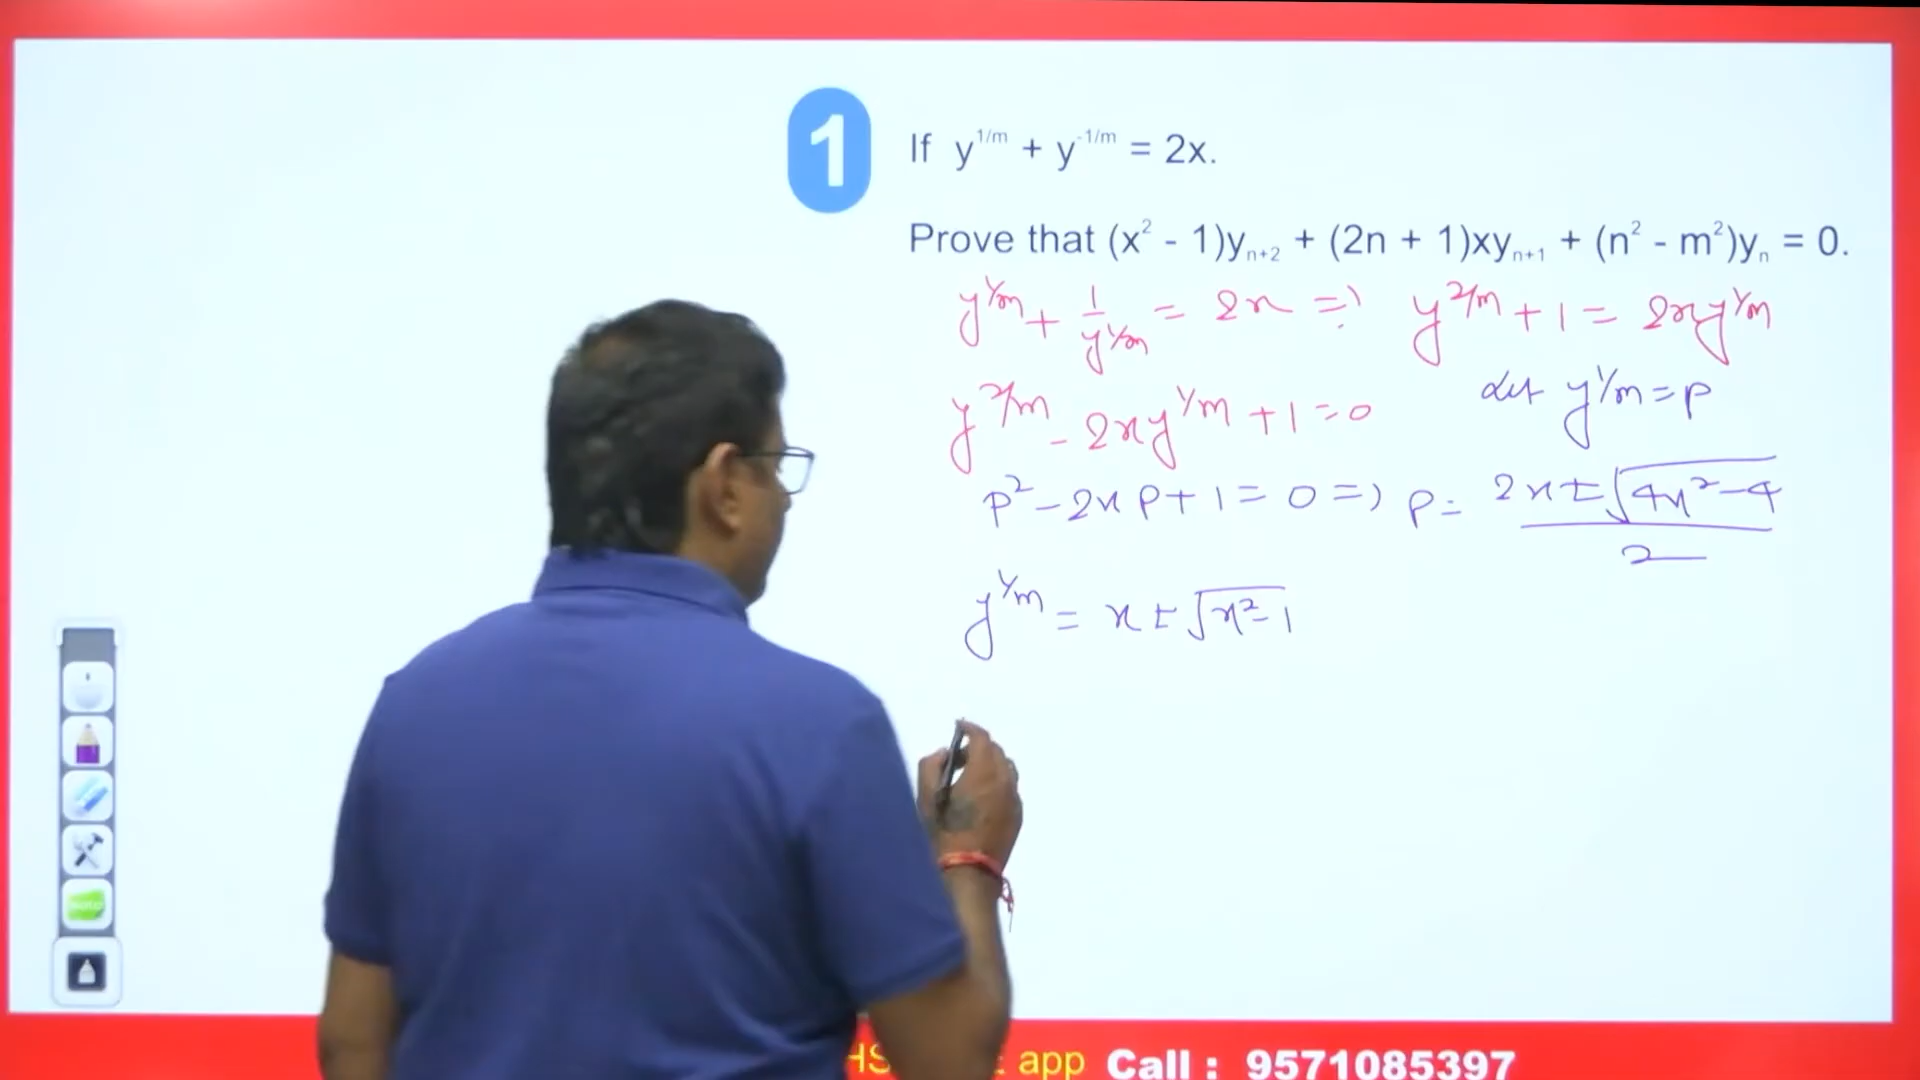 1
If y^{1/m} + y^{-1/m} = 2x.
Prove that (x² - 1)y_{n+2} + (2n + 1)xy_{n+1} + (n² - m²)y_n = 0.
y^{1/m} + 1/y^{1/m} = 2x ⇒ y^{2/m} + 1 = 2xy^{1/m}
y^{2/m} - 2xy^{1/m} + 1 = 0 Let y^{1/m} = p
p² - 2xp + 1 = 0 ⇒ p = (2x ± √(4x² - 4))/2
y^{1/m} = x ± √(x² - 1)
app Call : 9571085397